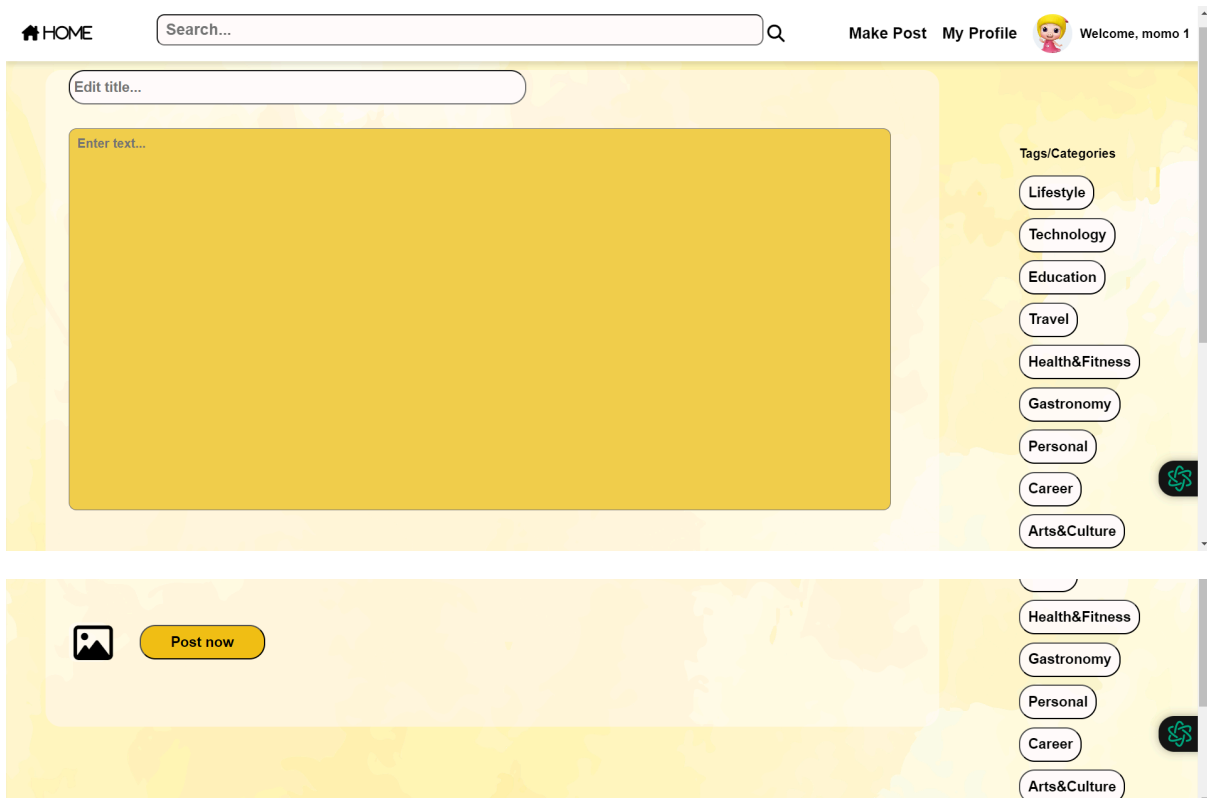 HOME
Search...
Make Post
My Profile
Welcome, momo 1
Edit title...
Enter text...
Tags/Categories
Lifestyle
Technology
Education
Travel
Health&Fitness
Gastronomy
Personal
Career
Arts&Culture
Post now
Health&Fitness
Gastronomy
Personal
Career
Arts&Culture